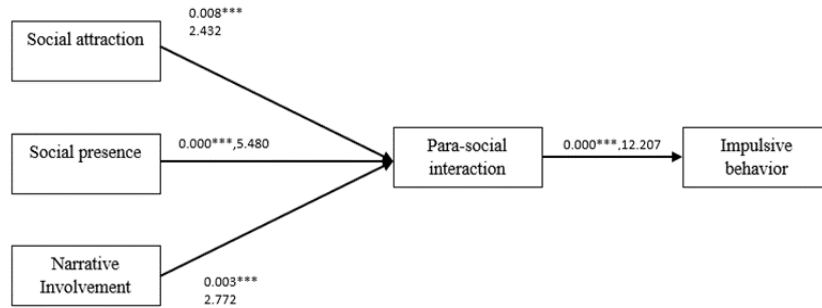 0.008***
2.432
Social attraction
0.000***,5.480
Social presence
Para-social
interaction
0.000***,12.207
Impulsive
behavior
Narrative
Involvement
0.003***
2.772